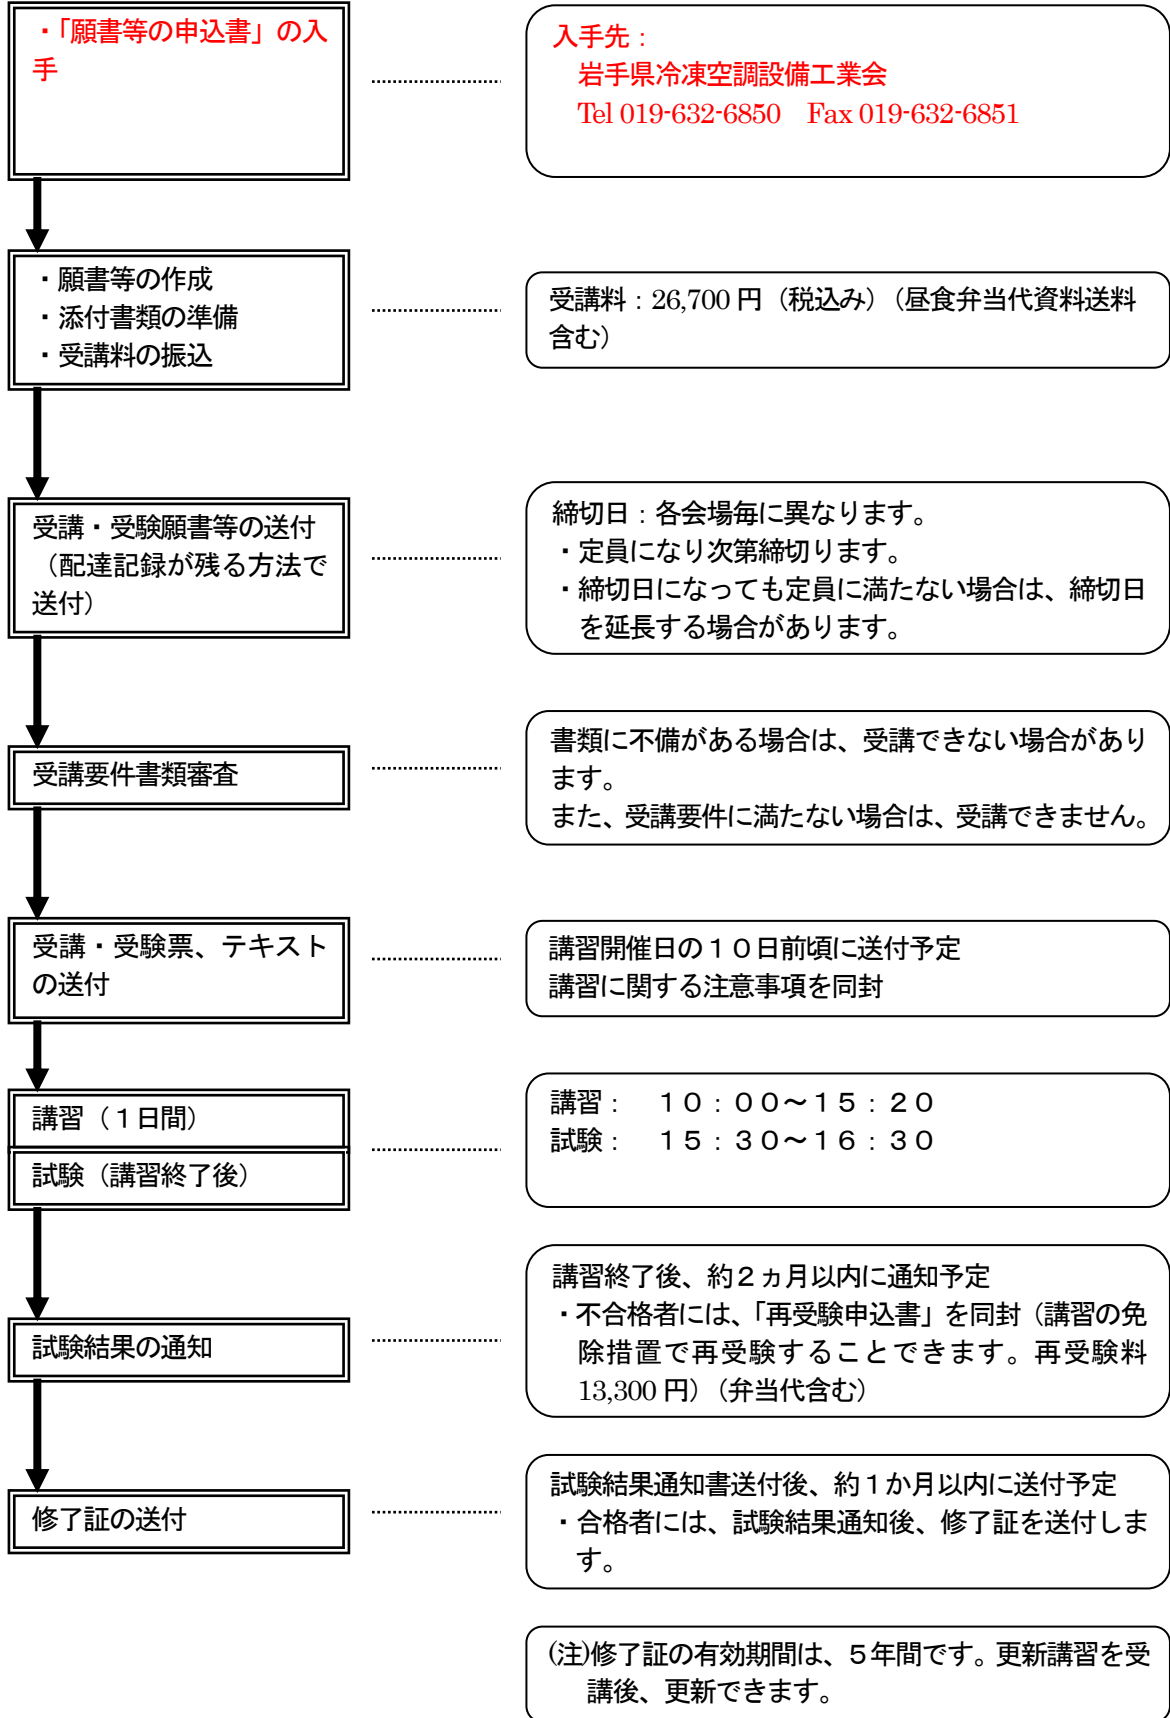 ・「願書等の申込書」の入
手
入手先：
岩手県冷凍空調設備工業会
Tel 019-632-6850　Fax 019-632-6851
・願書等の作成
・添付書類の準備
・受講料の振込
受講料：26,700 円（税込み）（昼食弁当代資料送料
含む）
受講・受験願書等の送付
（配達記録が残る方法で
送付）
締切日：各会場毎に異なります。
・定員になり次第締切ります。
・締切日になっても定員に満たない場合は、締切日
を延長する場合があります。
受講要件書類審査
書類に不備がある場合は、受講できない場合があり
ます。
また、受講要件に満たない場合は、受講できません。
受講・受験票、テキスト
の送付
講習開催日の１０日前頃に送付予定
講習に関する注意事項を同封
講習（１日間）
試験（講習終了後）
講習：　１０：００～１５：２０
試験：　１５：３０～１６：３０
試験結果の通知
講習終了後、約２ヵ月以内に通知予定
・不合格者には、「再受験申込書」を同封（講習の免
除措置で再受験することできます。再受験料
13,300 円）（弁当代含む）
修了証の送付
試験結果通知書送付後、約１か月以内に送付予定
・合格者には、試験結果通知後、修了証を送付しま
す。
(注)修了証の有効期間は、５年間です。更新講習を受
講後、更新できます。